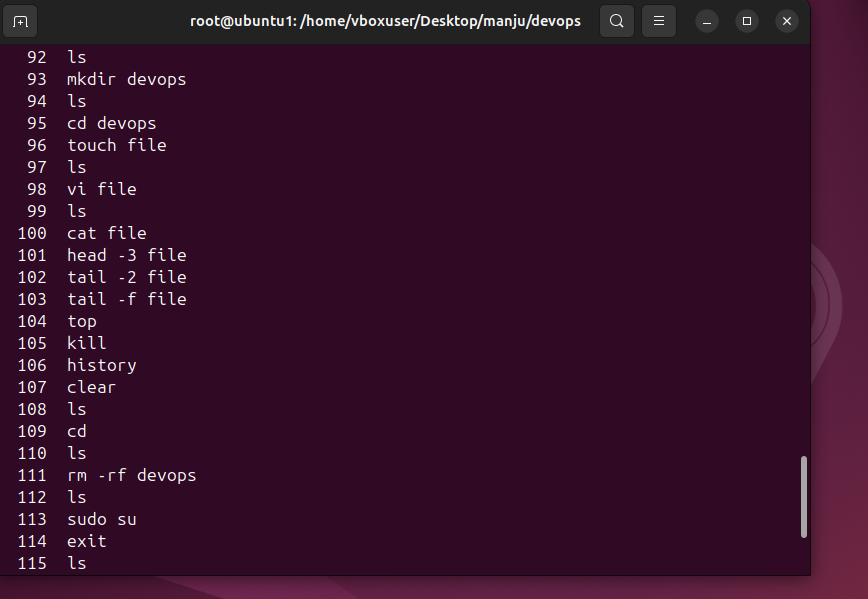 root@ubuntu1: /home/vboxuser/Desktop/manju/devops
92 ls
93 mkdir devops
94 ls
95 cd devops
96 touch file
97 ls
98 vi file
99 ls
100 cat file
101 head -3 file
102 tail -2 file
103 tail -f file
104 top
105 kill
106 history
107 clear
108 ls
109 cd
110 ls
111 rm -rf devops
112 ls
113 sudo su
114 exit
115 ls